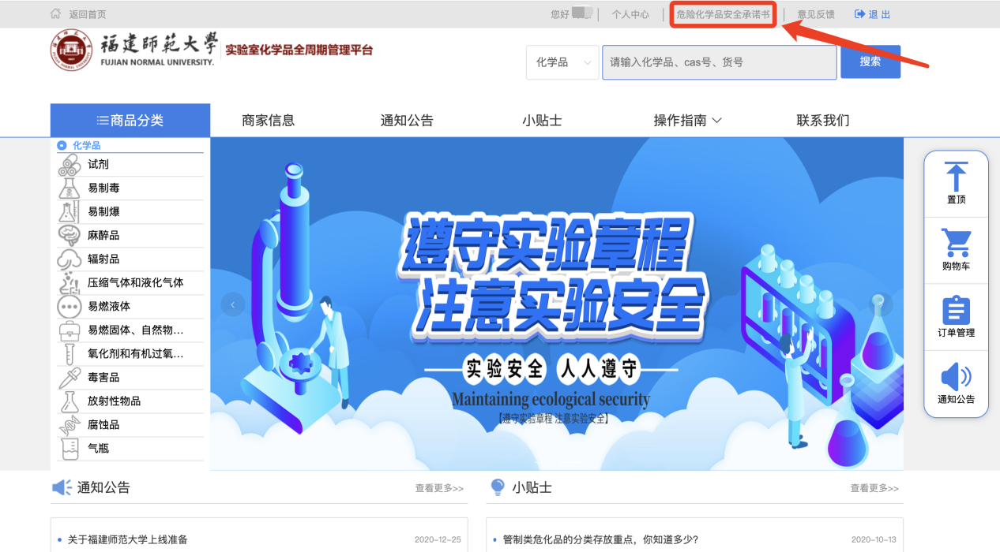 返回首页
您好
个人中心
危险化学品安全承诺书
意见反馈
退 出
福建师范大学
FUJIAN NORMAL UNIVERSITY.
实验室化学品全周期管理平台
化学品
请输入化学品、cas号、货号
搜索
商品分类
商家信息
通知公告
小贴士
操作指南
联系我们
化学品
试剂
易制毒
易制爆
麻醉品
辐射品
压缩气体和液化气体
易燃液体
易燃固体、自然物...
氧化剂和有机过氧...
毒害品
放射性物品
腐蚀品
气瓶
遵守实验章程
注意实验安全
实验安全 人人遵守
Maintaining ecological security
【遵守实验章程 注意实验安全】
置顶
购物车
订单管理
通知公告
通知公告
查看更多>>
小贴士
查看更多>>
关于福建师范大学上线准备
2020-12-25
管制类危化品的分类存放重点，你知道多少?
2020-10-13